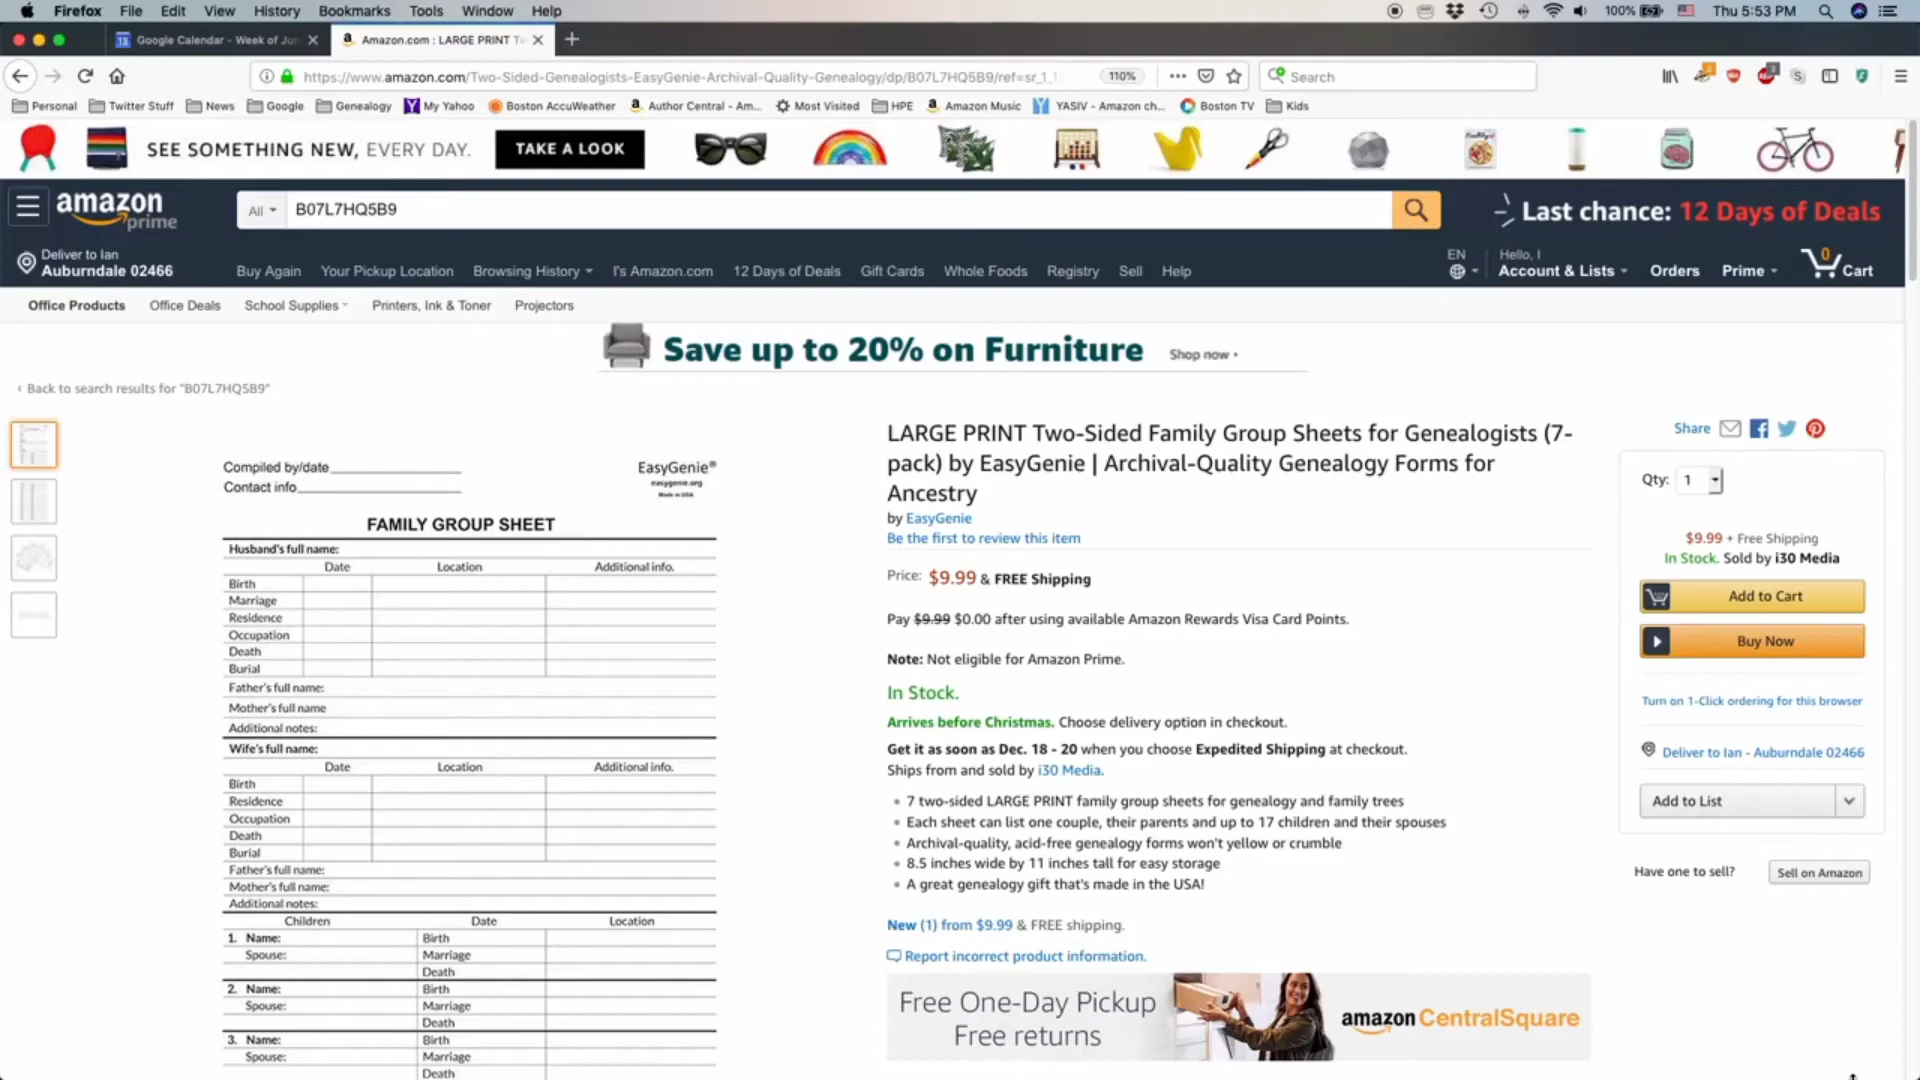 Firefox File Edit View History Bookmarks Tools Window Help 100% Thu 5:53 PM
Google Calendar - Week of Ju
Amazon.com : LARGE PRINT Tw
https://www.amazon.com/Two-Sided-Genealogists-EasyGenie-Archival-Quality-Genealogy/dp/B07L7HQ5B9/ref=sr_1_1 110% Search
Personal Twitter Stuff News Google Genealogy My Yahoo Boston AccuWeather Author Central - Am... Most Visited HPE Amazon Music YASIV - Amazon ch... Boston TV Kids
SEE SOMETHING NEW, EVERY DAY. TAKE A LOOK
amazon prime
All B07L7HQ5B9
Last chance: 12 Days of Deals
Deliver to Ian
Auburndale 02466
Buy Again Your Pickup Location Browsing History I's Amazon.com 12 Days of Deals Gift Cards Whole Foods Registry Sell Help
EN
Hello, I
Account & Lists Orders Prime 0 Cart
Office Products Office Deals School Supplies Printers, Ink & Toner Projectors
Save up to 20% on Furniture Shop now
‹ Back to search results for "B07L7HQ5B9"
Compiled by/date
Contact info
EasyGenie®
easygenie.org
Made in USA
FAMILY GROUP SHEET
Husband's full name:
Date Location Additional info.
Birth
Marriage
Residence
Occupation
Death
Burial
Father's full name:
Mother's full name
Additional notes:
Wife's full name:
Date Location Additional info.
Birth
Residence
Occupation
Death
Burial
Father's full name:
Mother's full name:
Additional notes:
Children Date Location
1. Name: Birth
Spouse: Marriage
Death
2. Name: Birth
Spouse: Marriage
Death
3. Name: Birth
Spouse: Marriage
Death
LARGE PRINT Two-Sided Family Group Sheets for Genealogists (7-
pack) by EasyGenie | Archival-Quality Genealogy Forms for
Ancestry
by EasyGenie
Be the first to review this item
Price: $9.99 & FREE Shipping
Pay $9.99 $0.00 after using available Amazon Rewards Visa Card Points.
Note: Not eligible for Amazon Prime.
In Stock.
Arrives before Christmas. Choose delivery option in checkout.
Get it as soon as Dec. 18 - 20 when you choose Expedited Shipping at checkout.
Ships from and sold by i30 Media.
• 7 two-sided LARGE PRINT family group sheets for genealogy and family trees
• Each sheet can list one couple, their parents and up to 17 children and their spouses
• Archival-quality, acid-free genealogy forms won't yellow or crumble
• 8.5 inches wide by 11 inches tall for easy storage
• A great genealogy gift that's made in the USA!
New (1) from $9.99 & FREE shipping.
Report incorrect product information.
Free One-Day Pickup
Free returns
amazon CentralSquare
Share
Qty: 1
$9.99 + Free Shipping
In Stock. Sold by i30 Media
Add to Cart
Buy Now
Turn on 1-Click ordering for this browser
Deliver to Ian - Auburndale 02466
Add to List
Have one to sell? Sell on Amazon